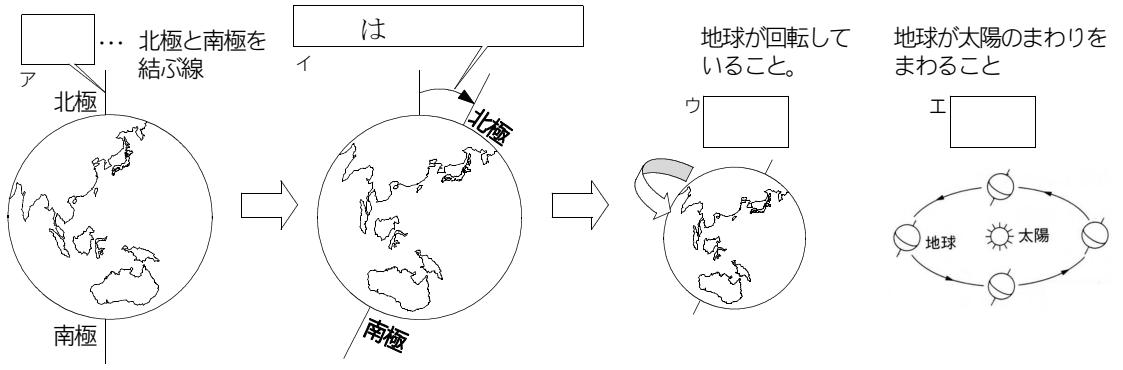 … 北極と南極を
結ぶ線
ア
北極
南極
は
イ
北極
南極
地球が回転して
いること。
ウ
地球が太陽のまわりを
まわること
エ
地球
太陽